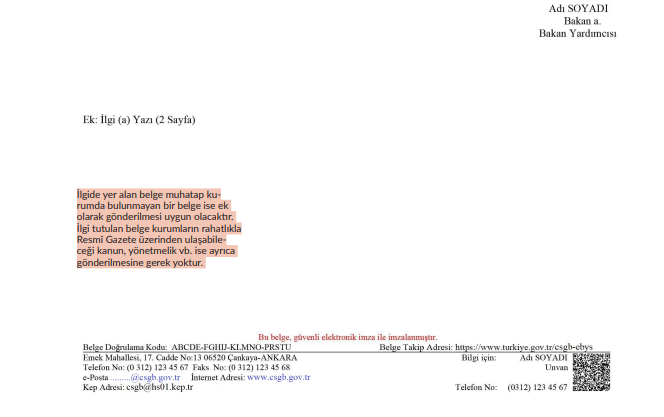 Adı SOYADI
Bakan a.
Bakan Yardımcısı
Ek: İlgi (a) Yazı (2 Sayfa)
İlgide yer alan belge muhatap ku-
rumda bulunmayan bir belge ise ek
olarak gönderilmesi uygun olacaktır.
İlgi tutulan belge kurumların rahatlıkla
Resmî Gazete üzerinden ulaşabile-
ceği kanun, yönetmelik vb. ise ayrıca
gönderilmesine gerek yoktur.
Bu belge, güvenli elektronik imza ile imzalanmıştır.
Belge Doğrulama Kodu: ABCDE-FGHIJ-KLMNO-PRSTU Belge Takip Adresi: https://www.turkiye.gov.tr/csgb-ebys
Emek Mahallesi, 17. Cadde No:13 06520 Çankaya-ANKARA Bilgi için: Adı SOYADI
Telefon No: (0 312) 123 45 67 Faks No: (0 312) 123 45 68 Unvan
e-Posta .........@csgb.gov.tr İnternet Adresi: www.csgb.gov.tr
Kep Adresi: csgb@hs01.kep.tr Telefon No: (0312) 123 45 67